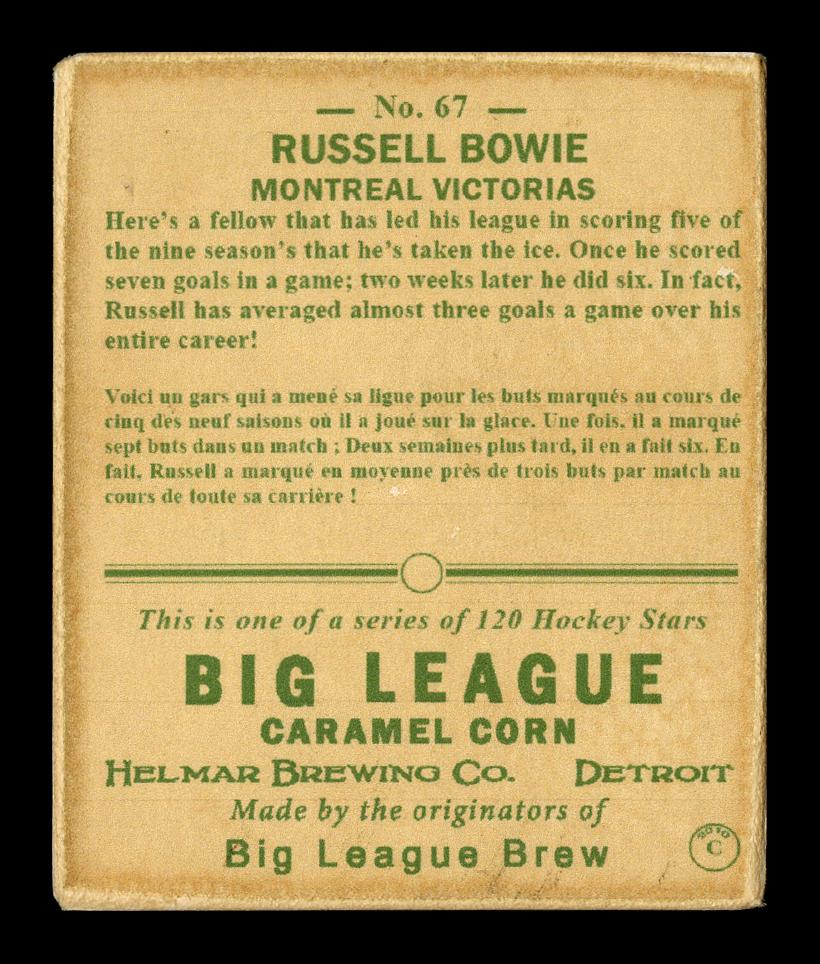 — No. 67 —
RUSSELL BOWIE
MONTREAL VICTORIAS
Here's a fellow that has led his league in scoring five of
the nine season's that he's taken the ice. Once he scored
seven goals in a game; two weeks later he did six. In fact,
Russell has averaged almost three goals a game over his
entire career!
Voici un gars qui a mené sa ligue pour les buts marqués au cours de
cinq des neuf saisons où il a joué sur la glace. Une fois, il a marqué
sept buts dans un match ; Deux semaines plus tard, il en a fait six. En
fait, Russell a marqué en moyenne près de trois buts par match au
cours de toute sa carrière !
This is one of a series of 120 Hockey Stars
BIG LEAGUE
CARAMEL CORN
HELMAR BREWING CO. DETROIT
Made by the originators of
Big League Brew
2010
C